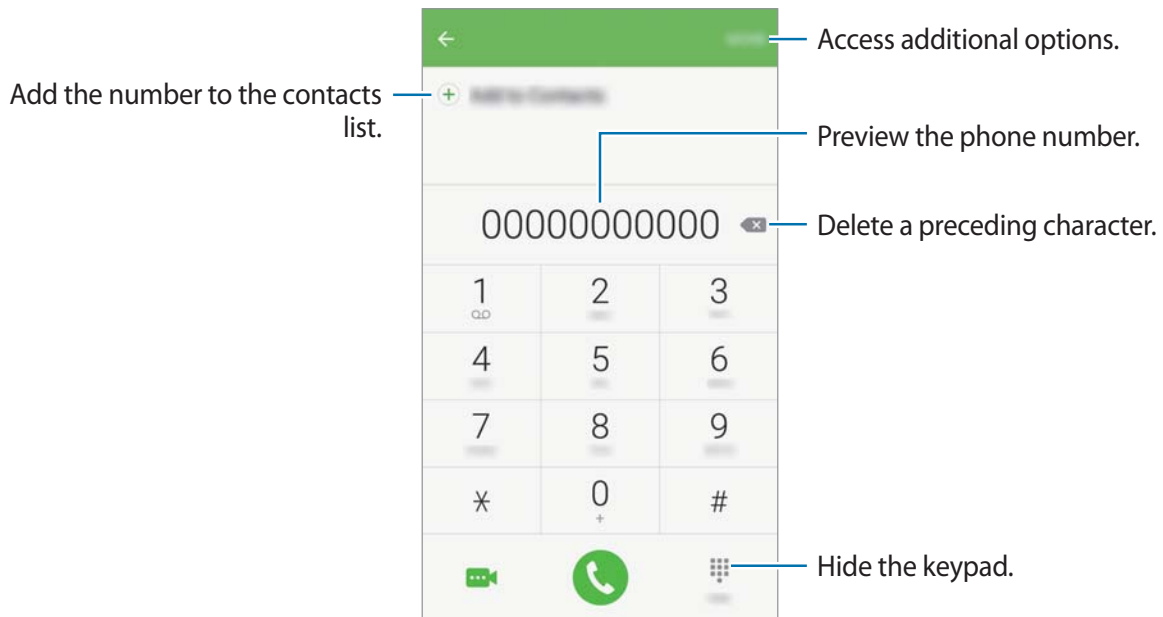 Access additional options.
Add the number to the contacts
list.
Preview the phone number.
00000000000
Delete a preceding character.
1 2 3
4 5 6
7 8 9
* 0 #
+
Hide the keypad.